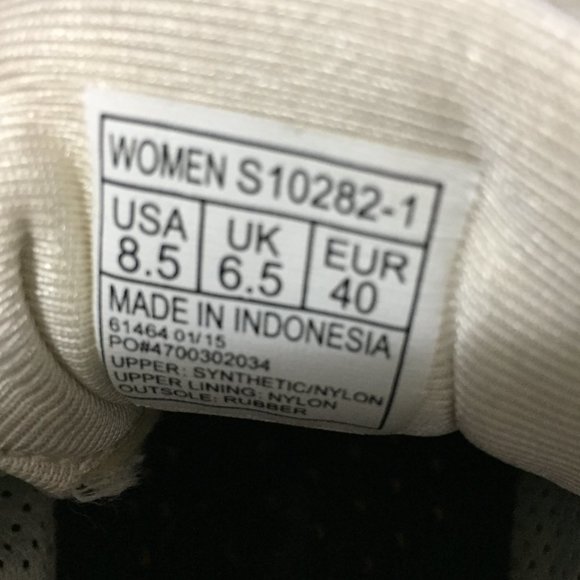 WOMEN S10282-1
USA UK EUR
8.5 6.5 40
MADE IN INDONESIA
61464 01/15
PO#4700302034
UPPER: SYNTHETIC/NYLON
UPPER LINING: NYLON
OUTSOLE: RUBBER